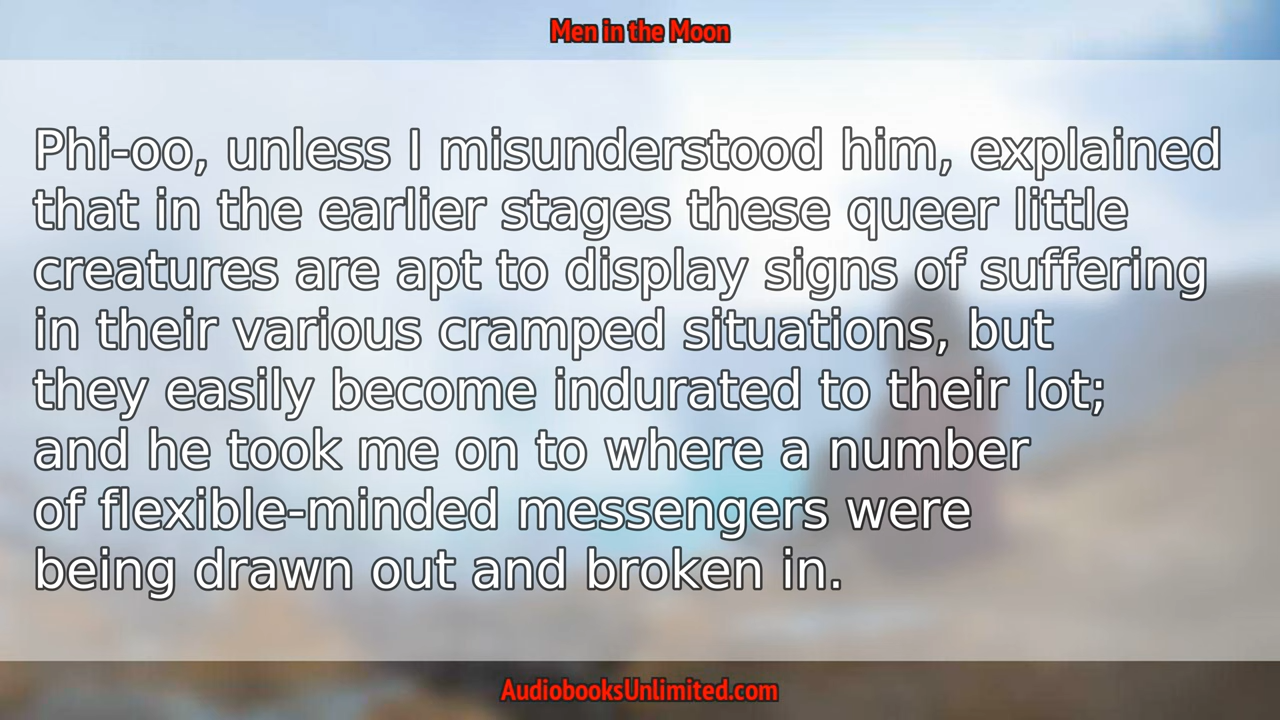 Men in the Moon
Phi-oo, unless I misunderstood him, explained
that in the earlier stages these queer little
creatures are apt to display signs of suffering
in their various cramped situations, but
they easily become indurated to their lot;
and he took me on to where a number
of flexible-minded messengers were
being drawn out and broken in.
AudiobooksUnlimited.com